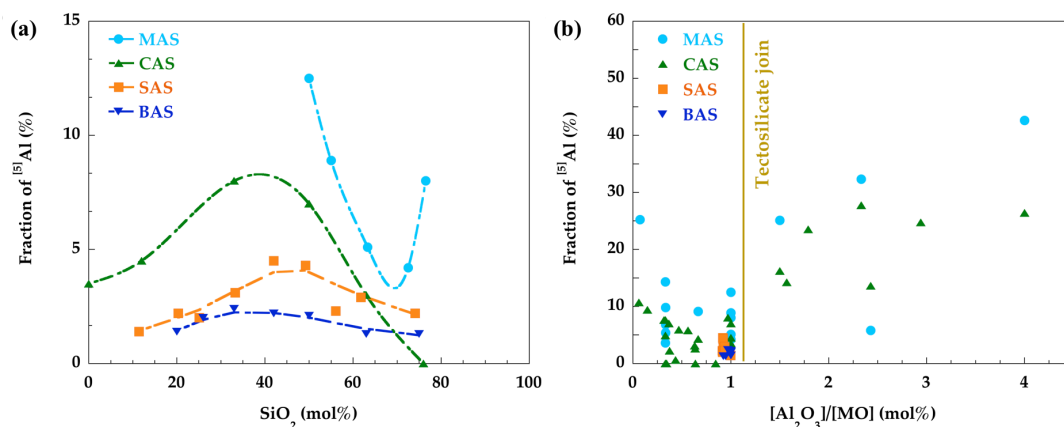 (a)
15
10
5
0
0
20
40
60
80
100
Fraction of [5]Al (%)
SiO2 (mol%)
MAS
CAS
SAS
BAS
(b)
60
50
40
30
20
10
0
0
1
2
3
4
Fraction of [5]Al (%)
[Al2O3]/[MO] (mol%)
MAS
CAS
SAS
BAS
Tectosilicate join